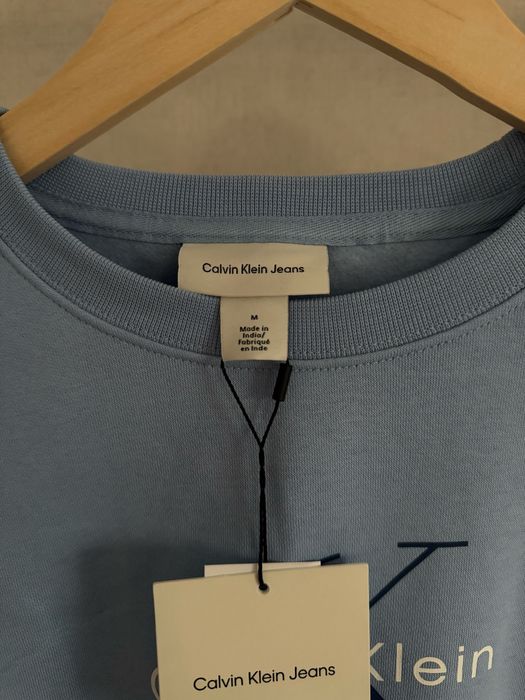 Calvin Klein Jeans
M
Made in
India/
Fabriqué
en Inde
K
C Klein
Calvin Klein Jeans